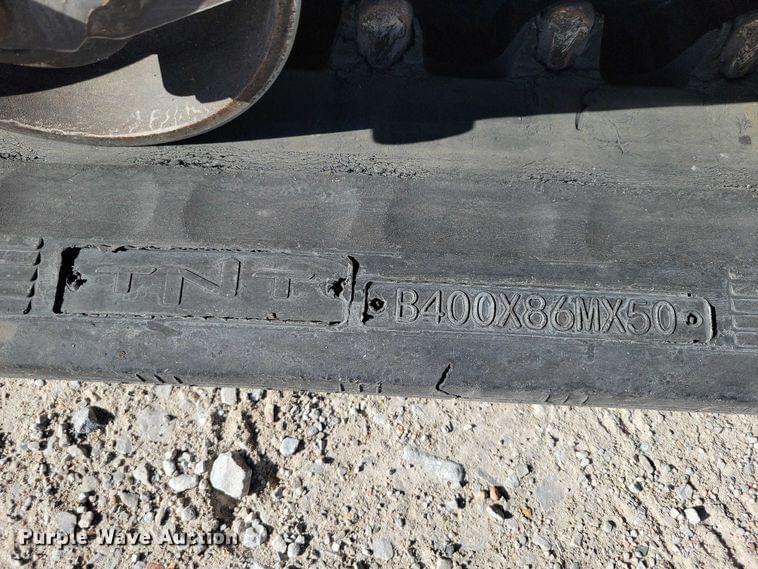 TNT
B400X86MX50
Purple Wave Auction